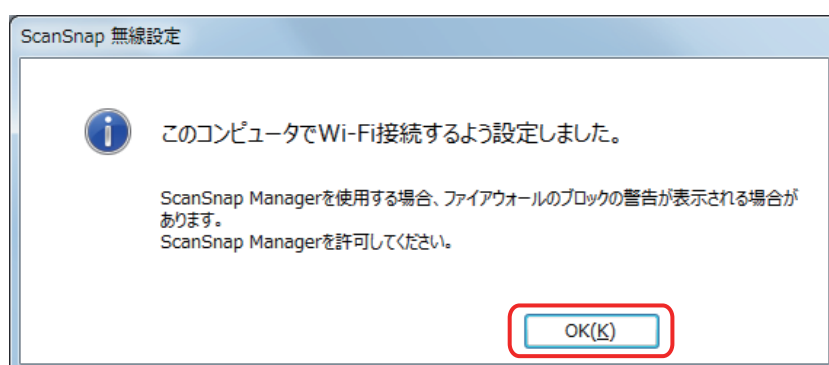 ScanSnap 無線設定
このコンピュータでWi-Fi接続するよう設定しました。
ScanSnap Managerを使用する場合、ファイアウォールのブロックの警告が表示される場合が
あります。
ScanSnap Managerを許可してください。
OK(K)